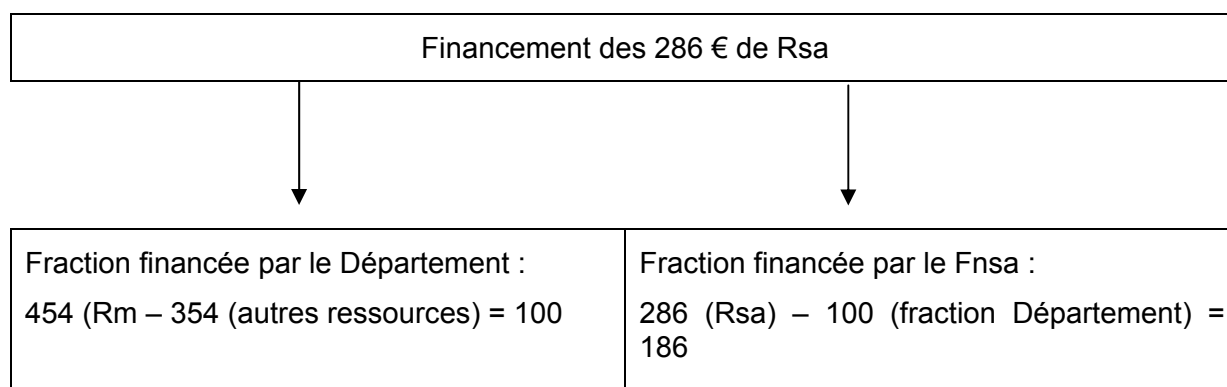 Financement des 286 € de Rsa
Fraction financée par le Département :
454 (Rm – 354 (autres ressources) = 100
Fraction financée par le Fnsa :
286 (Rsa) – 100 (fraction Département) =
186